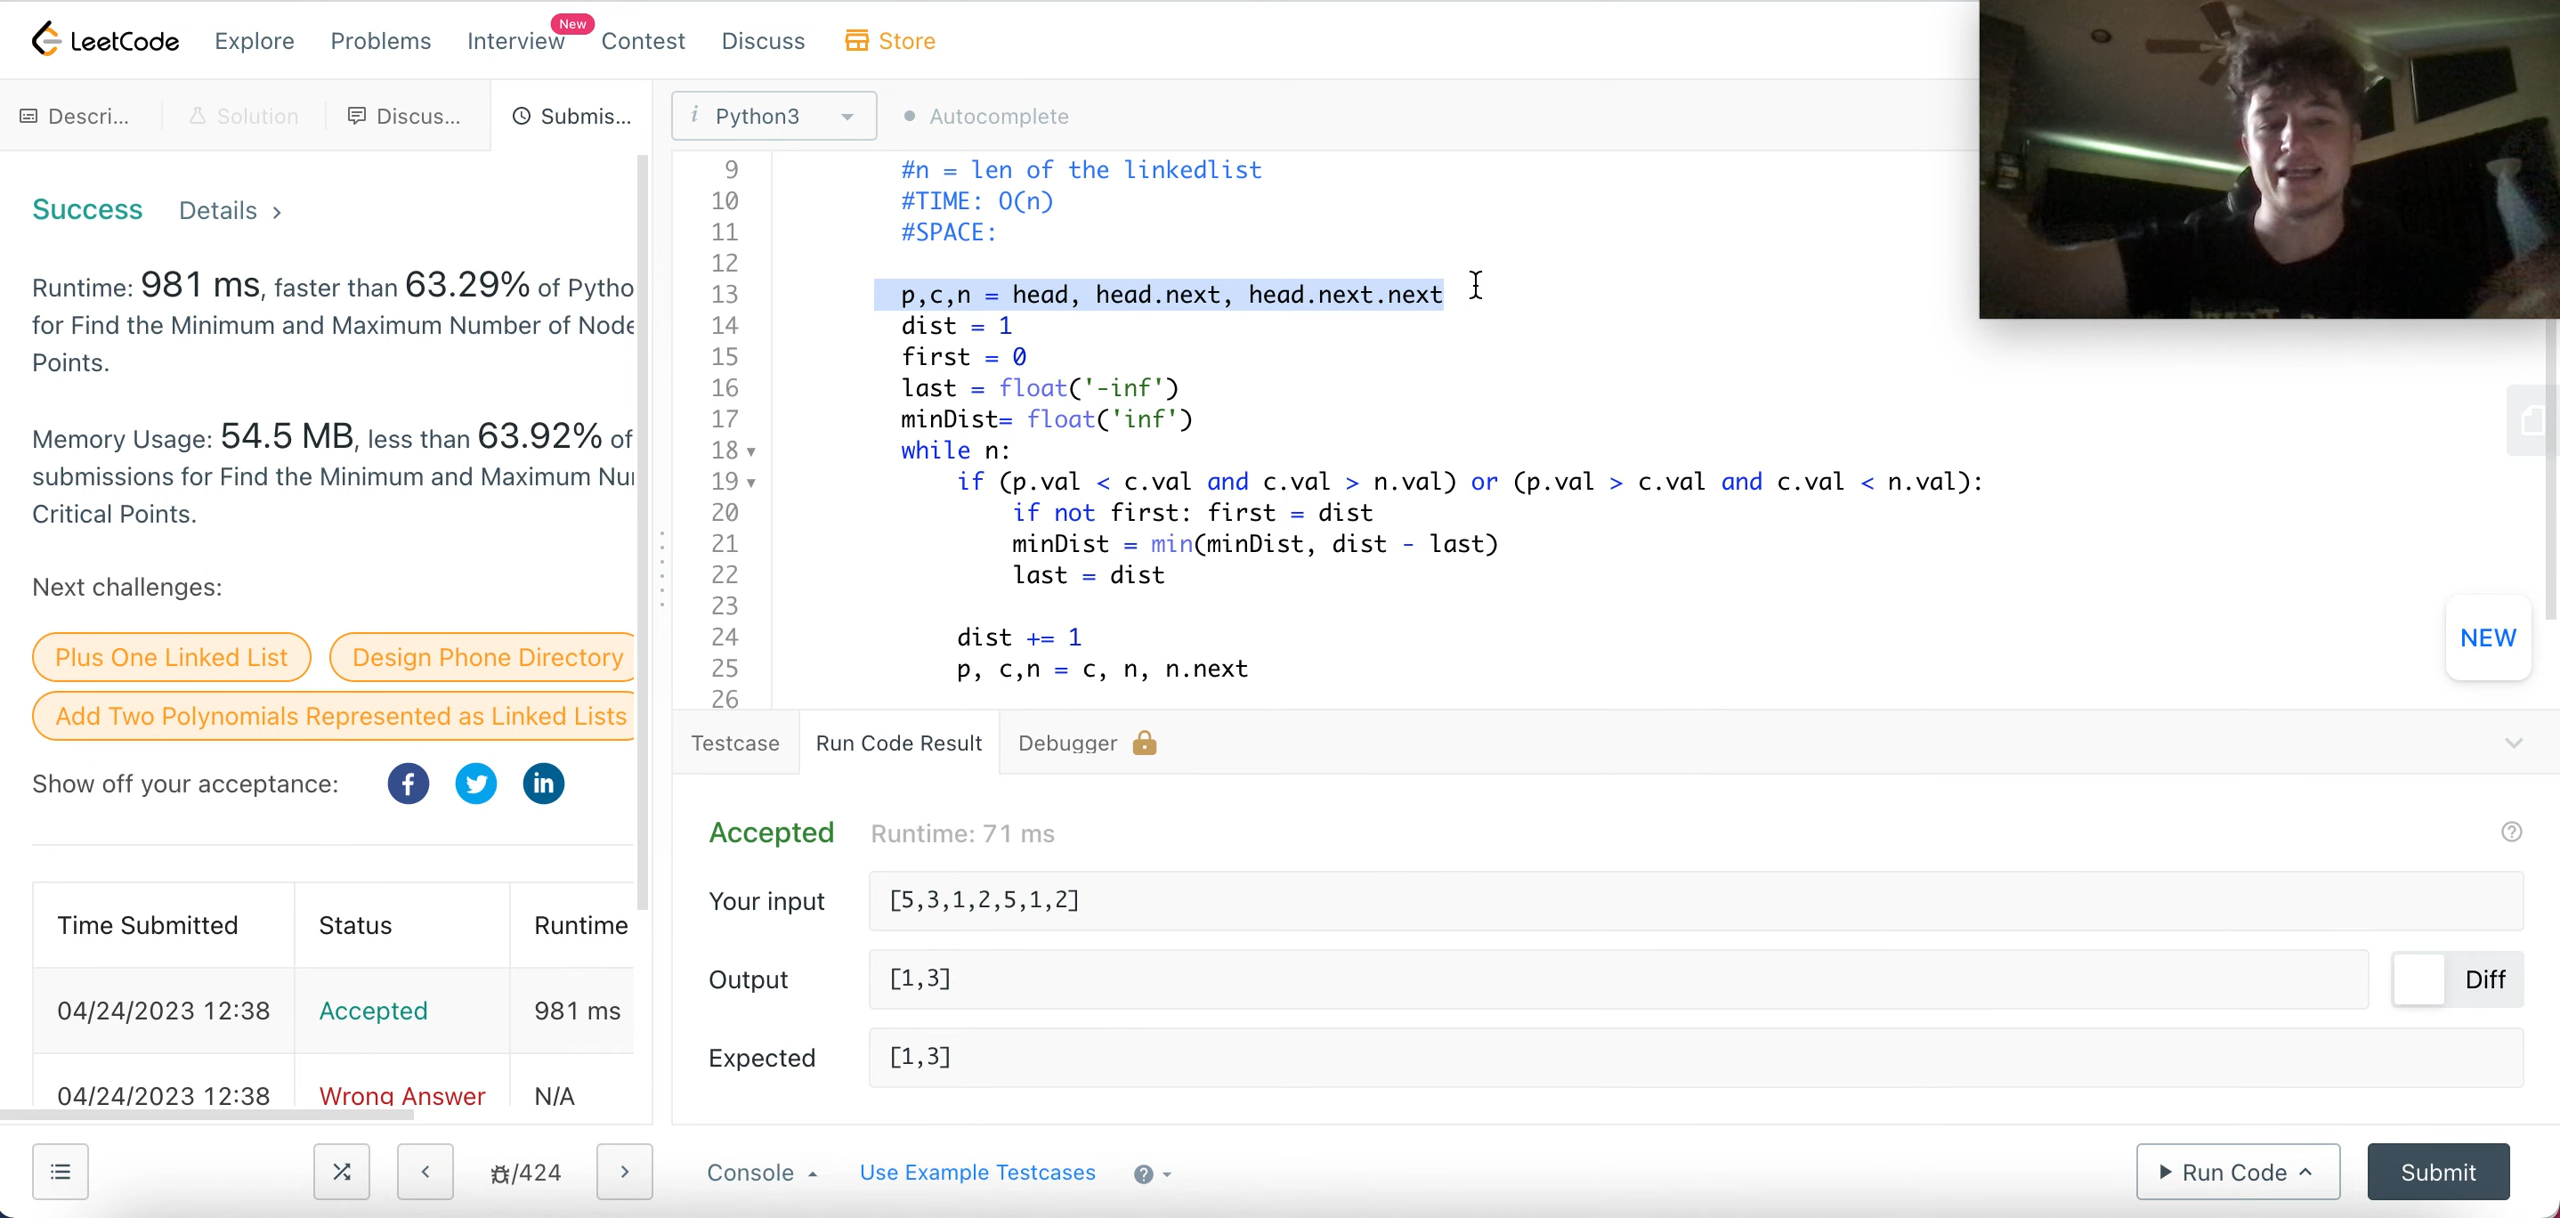 LeetCode
Explore
Problems
Interview
New
Contest
Discuss
Store
Descri...
Solution
Discus...
Submis...
i Python3
Autocomplete
Success Details >
Runtime: 981 ms, faster than 63.29% of Pytho
for Find the Minimum and Maximum Number of Node
Points.
Memory Usage: 54.5 MB, less than 63.92% of
submissions for Find the Minimum and Maximum Nu
Critical Points.
Next challenges:
Plus One Linked List
Design Phone Directory
Add Two Polynomials Represented as Linked Lists
Show off your acceptance:
f
in
Time Submitted Status Runtime
04/24/2023 12:38 Accepted 981 ms
04/24/2023 12:38 Wrong Answer N/A
9 #n = len of the linkedlist
10 #TIME: O(n)
11 #SPACE:
12
13 p,c,n = head, head.next, head.next.next
14 dist = 1
15 first = 0
16 last = float('-inf')
17 minDist= float('inf')
18 while n:
19 if (p.val < c.val and c.val > n.val) or (p.val > c.val and c.val < n.val):
20 if not first: first = dist
21 minDist = min(minDist, dist - last)
22 last = dist
23
24 dist += 1
25 p, c,n = c, n, n.next
26
NEW
Testcase
Run Code Result
Debugger
Accepted Runtime: 71 ms
?
Your input [5,3,1,2,5,1,2]
Output [1,3]
Diff
Expected [1,3]
/424
Console
Use Example Testcases
?
Run Code
Submit